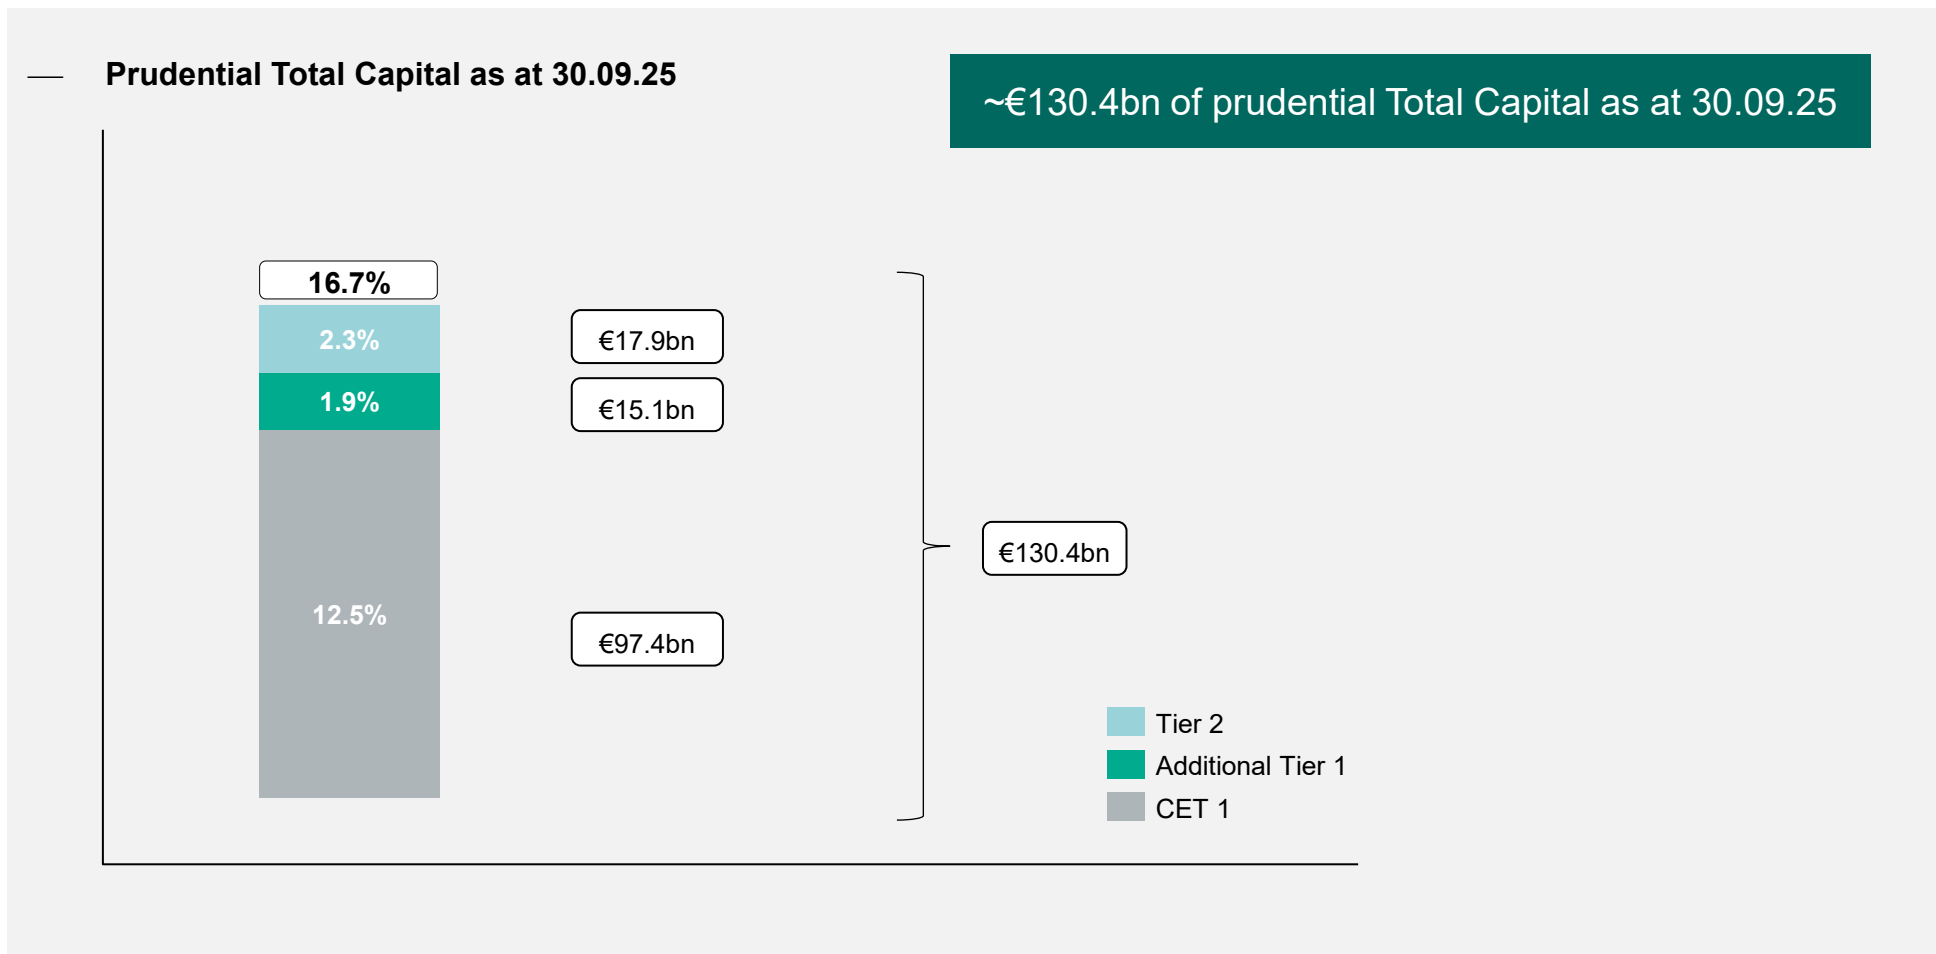 Prudential Total Capital as at 30.09.25
~€130.4bn of prudential Total Capital as at 30.09.25
16.7%
2.3%
€17.9bn
1.9%
€15.1bn
€130.4bn
12.5%
€97.4bn
Tier 2
Additional Tier 1
CET 1